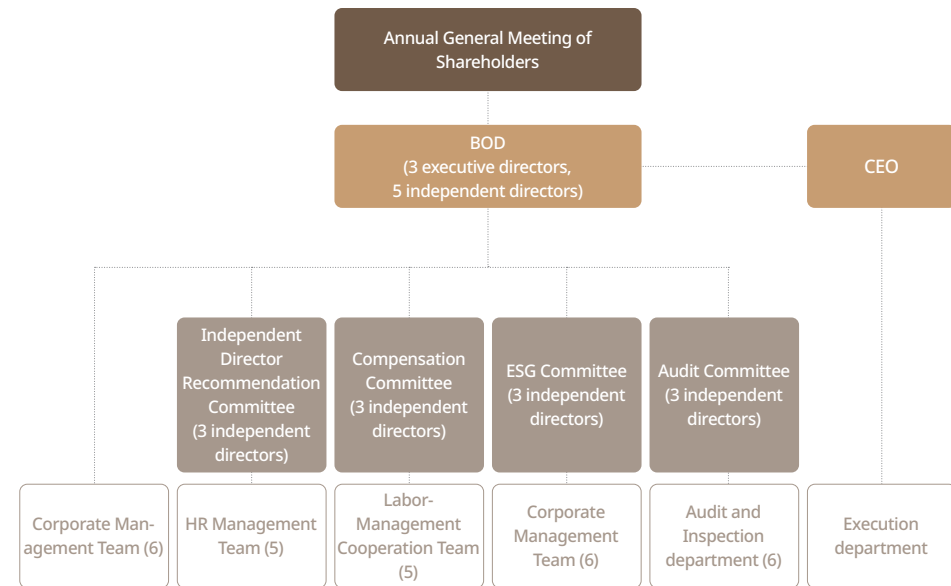 Annual General Meeting of
Shareholders
BOD
(3 executive directors,
5 independent directors)
CEO
Independent
Director
Recommendation
Committee
(3 independent
directors)
Compensation
Committee
(3 independent
directors)
ESG Committee
(3 independent
directors)
Audit Committee
(3 independent
directors)
Corporate Man-
agement Team (6)
HR Management
Team (5)
Labor-
Management
Cooperation Team
(5)
Corporate
Management
Team (6)
Audit and
Inspection
department (6)
Execution
department